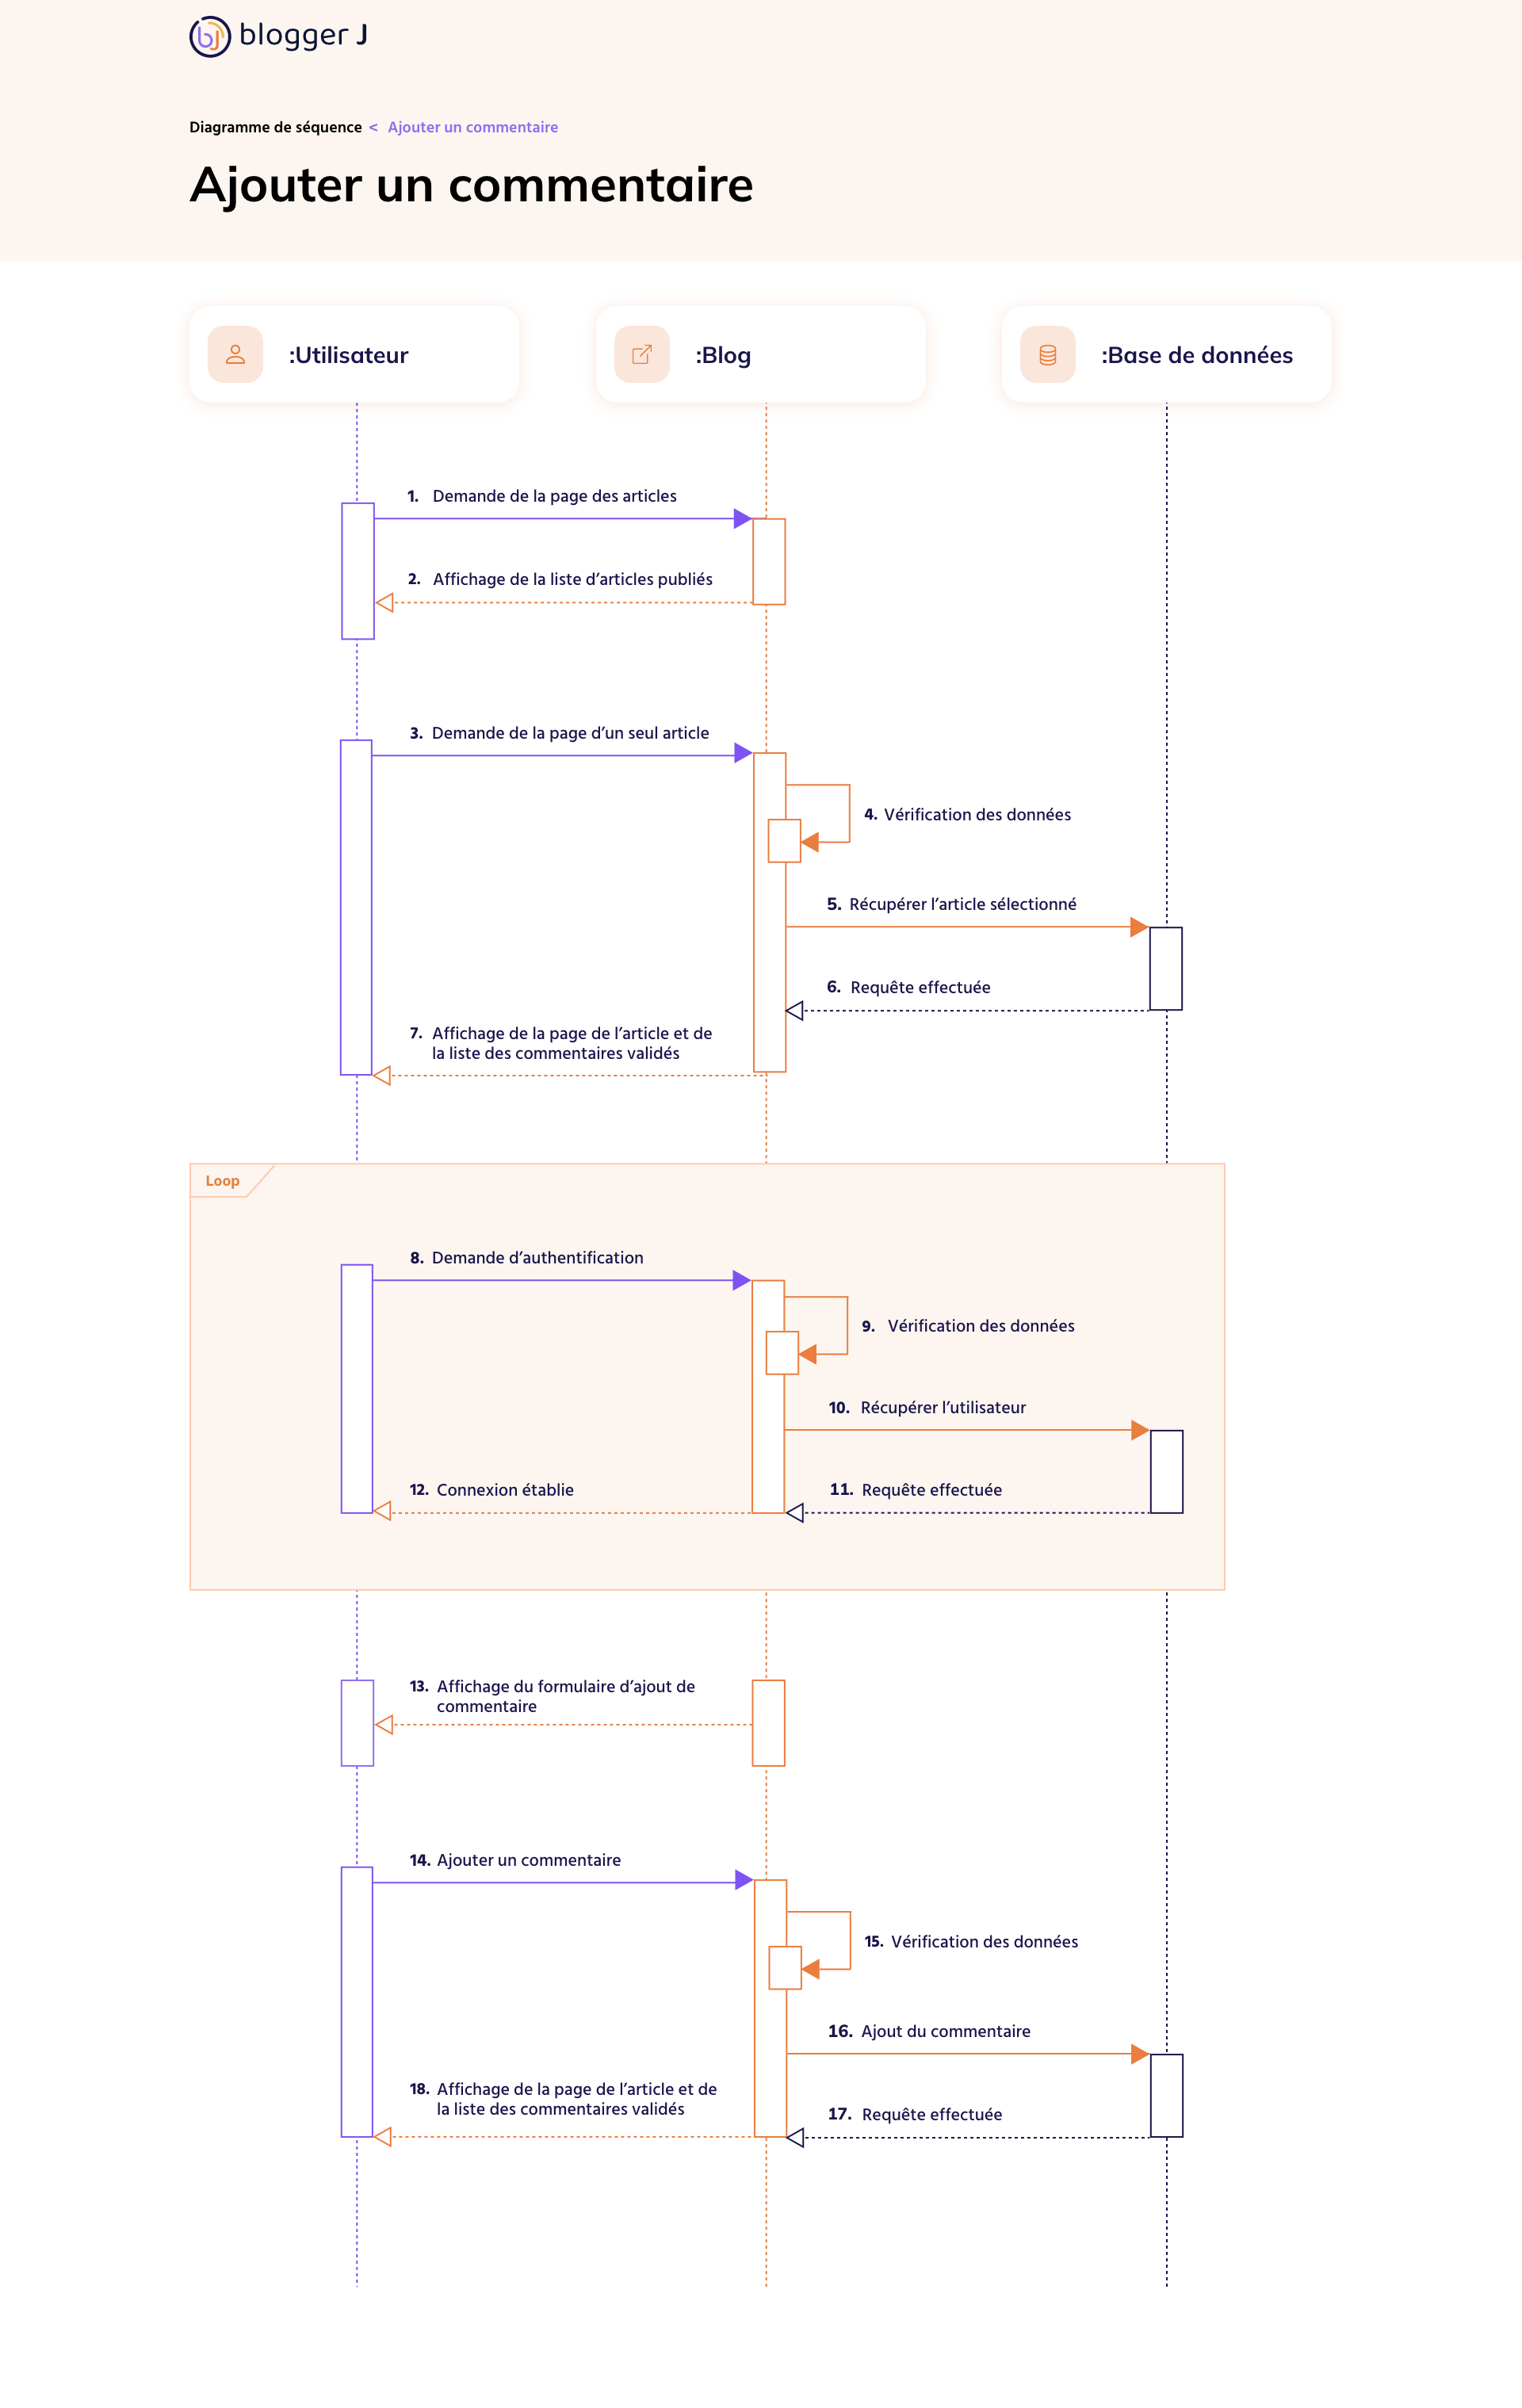 bJ blogger J
Diagramme de séquence < Ajouter un commentaire
Ajouter un commentaire
:Utilisateur
:Blog
:Base de données
1. Demande de la page des articles
2. Affichage de la liste d’articles publiés
3. Demande de la page d’un seul article
4. Vérification des données
5. Récupérer l’article sélectionné
6. Requête effectuée
7. Affichage de la page de l’article et de
la liste des commentaires validés
Loop
8. Demande d’authentification
9. Vérification des données
10. Récupérer l’utilisateur
12. Connexion établie
11. Requête effectuée
13. Affichage du formulaire d’ajout de
commentaire
14. Ajouter un commentaire
15. Vérification des données
16. Ajout du commentaire
18. Affichage de la page de l’article et de
la liste des commentaires validés
17. Requête effectuée